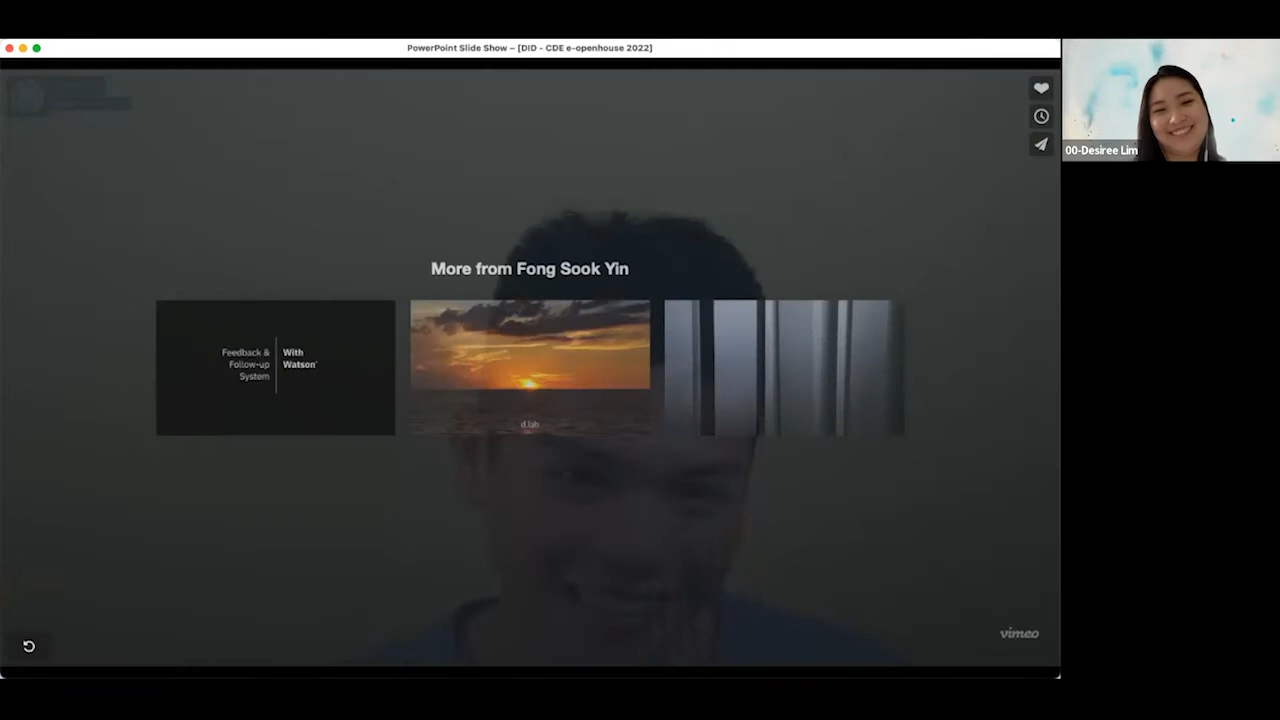 PowerPoint Slide Show – [DID - CDE e-openhouse 2022]
00-Desiree Lim
More from Fong Sook Yin
Feedback &
Follow-up
System
With
Watson
d.lab
vimeo